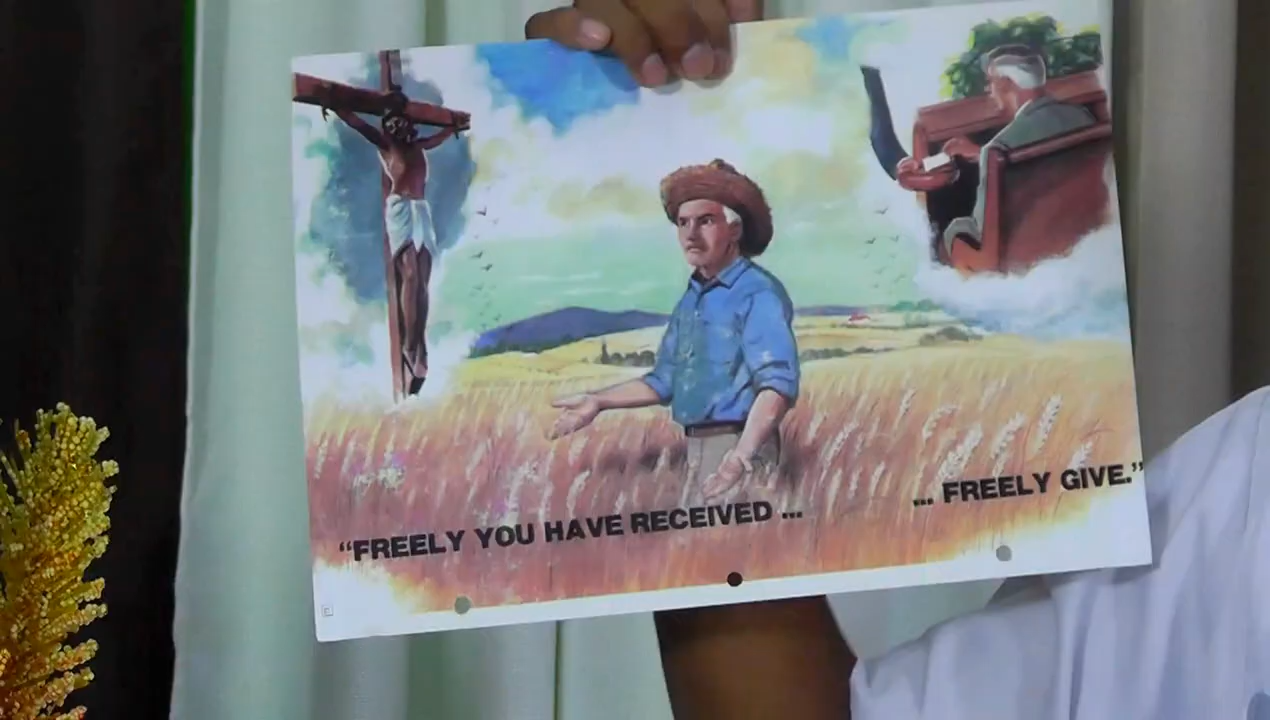 “FREELY YOU HAVE RECEIVED ...
... FREELY GIVE.”